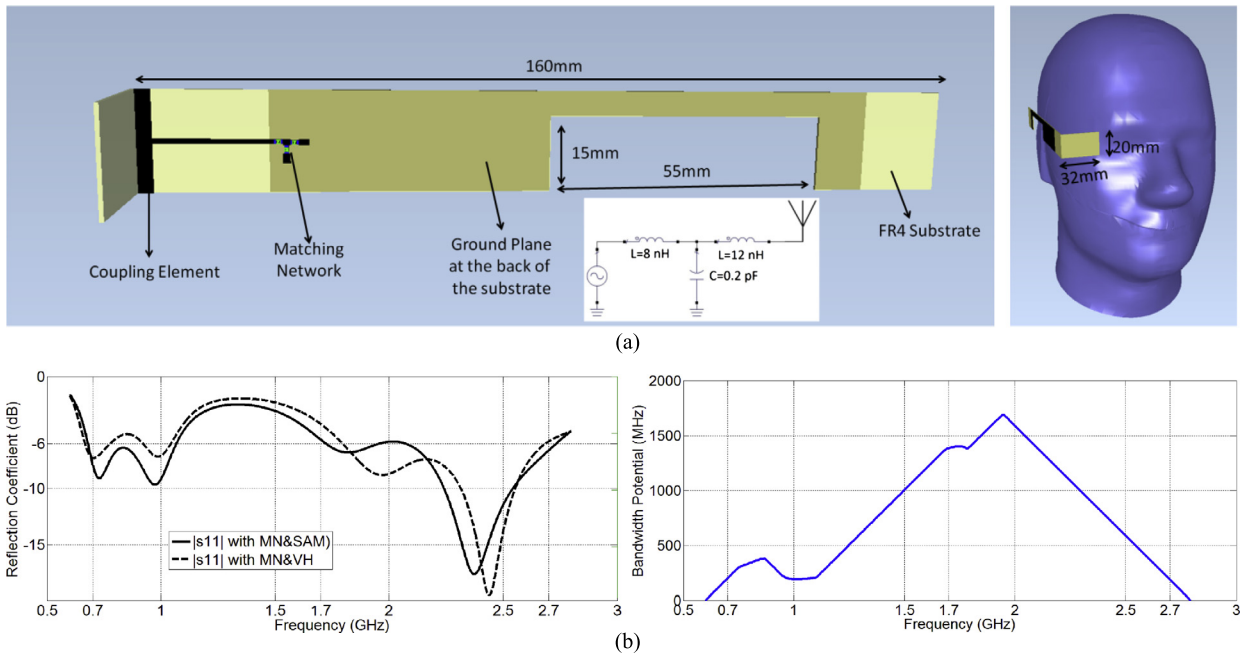 160mm
15mm
55mm
Coupling Element
Matching
Network
Ground Plane
at the back of
the substrate
FR4 Substrate
L=8 nH
L=12 nH
C=0.2 pF
20mm
32mm
(a)
Reflection Coefficient (dB)
0
-6
-10
-15
|s11| with MN&SAM)
|s11| with MN&VH
0.5 0.7 1 1.5 1.7 2 2.5 2.7 3
Frequency (GHz)
Bandwidth Potential (MHz)
2000
1500
1000
500
0
0.5 0.7 1 1.5 1.7 2 2.5 2.7 3
Frequency (GHz)
(b)